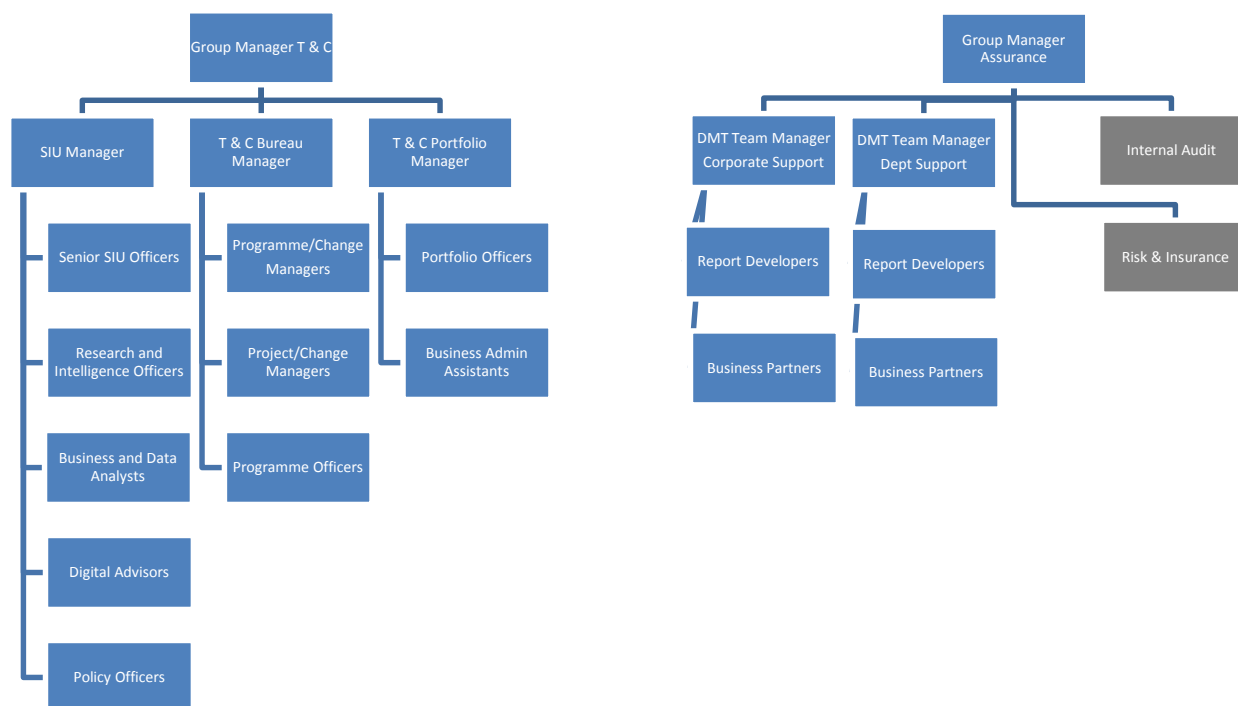 Group Manager T & C
SIU Manager
T & C Bureau
Manager
T & C Portfolio
Manager
Senior SIU Officers
Research and
Intelligence Officers
Business and Data
Analysts
Digital Advisors
Policy Officers
Programme/Change
Managers
Project/Change
Managers
Programme Officers
Portfolio Officers
Business Admin
Assistants
Group Manager
Assurance
DMT Team Manager
Corporate Support
DMT Team Manager
Dept Support
Internal Audit
Risk & Insurance
Report Developers
Business Partners
Report Developers
Business Partners